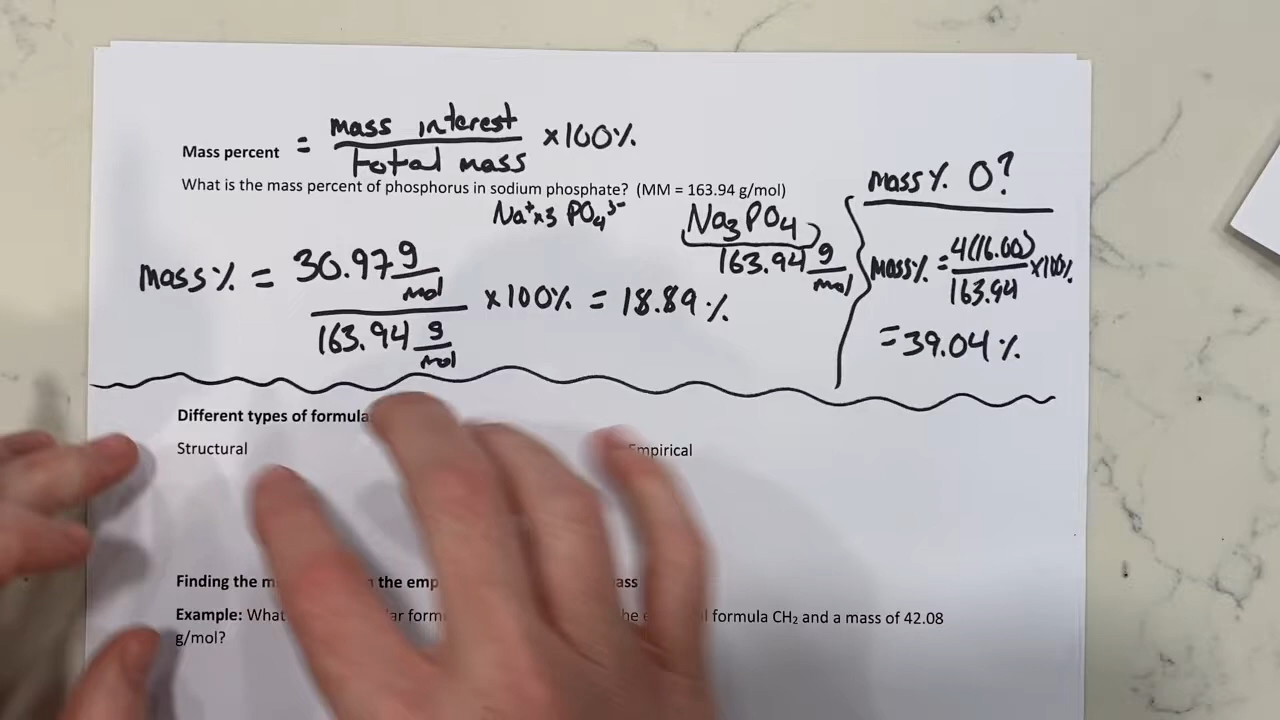 Mass percent = mass interest / total mass ×100%
What is the mass percent of phosphorus in sodium phosphate? (MM = 163.94 g/mol)
Na⁺×3 PO₄³⁻
Na₃PO₄
163.94 g/mol
mass% = 30.97 g/mol / 163.94 g/mol ×100% = 18.89%
mass% O?
mass% = 4(16.00) / 163.94 ×100%
= 39.04%
Different types of formula
Structural
Empirical
Finding the the ass
Example: What form formula CH₂ and a mass of 42.08
g/mol?